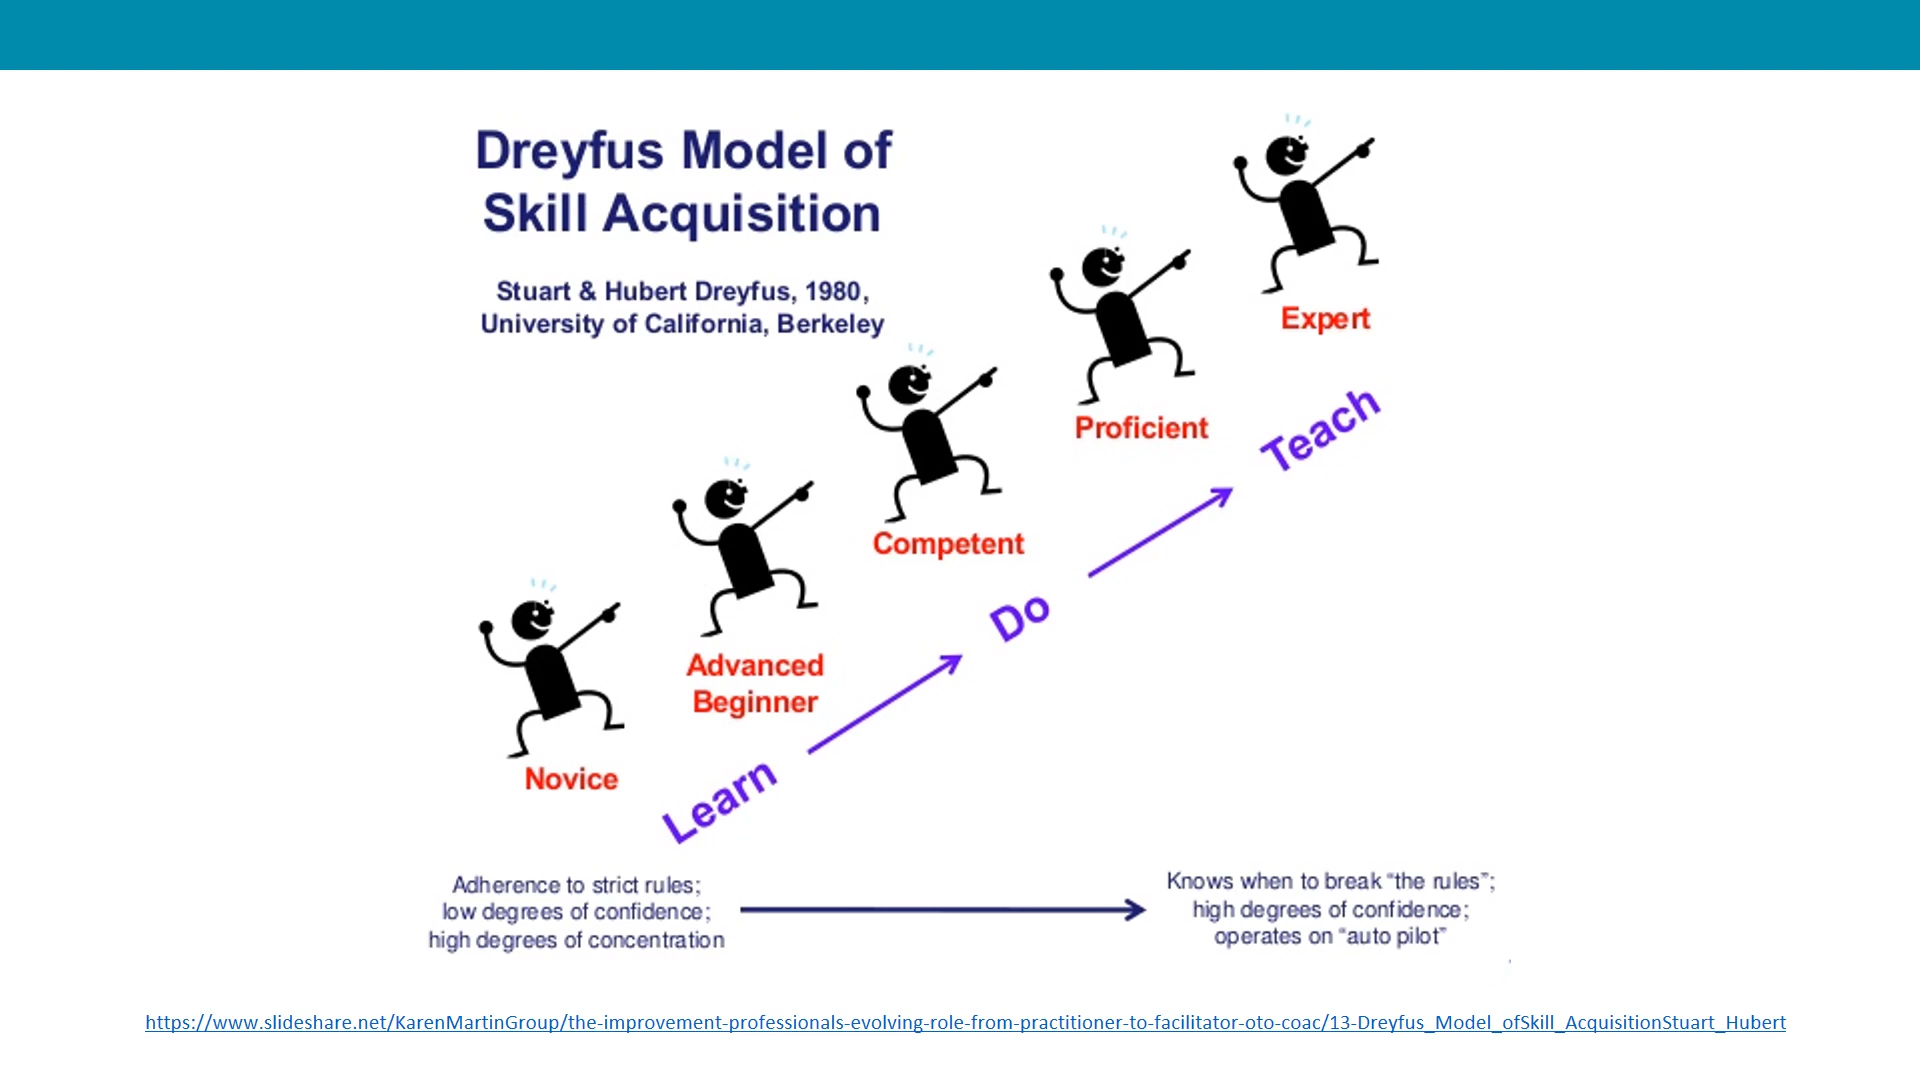 Dreyfus Model of
Skill Acquisition
Stuart & Hubert Dreyfus, 1980,
University of California, Berkeley
Expert
Proficient
Competent
Advanced
Beginner
Novice
Learn
Do
Teach
Adherence to strict rules;
low degrees of confidence;
high degrees of concentration
Knows when to break “the rules”;
high degrees of confidence;
operates on “auto pilot”
https://www.slideshare.net/KarenMartinGroup/the-improvement-professionals-evolving-role-from-practitioner-to-facilitator-oto-coac/13-Dreyfus_Model_ofSkill_AcquisitionStuart_Hubert